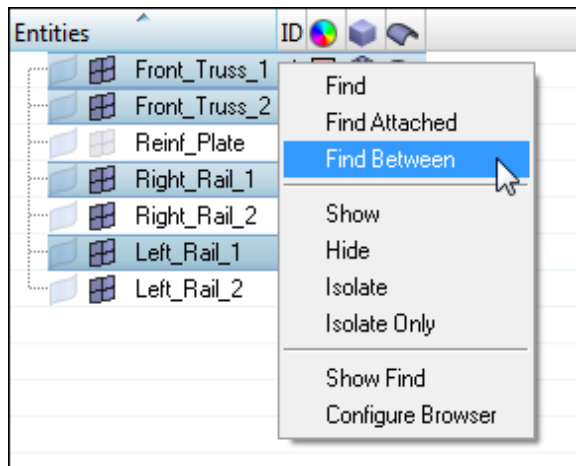 Entities ID
Front_Truss_1
Front_Truss_2
Reinf_Plate
Right_Rail_1
Right_Rail_2
Left_Rail_1
Left_Rail_2
Find
Find Attached
Find Between
Show
Hide
Isolate
Isolate Only
Show Find
Configure Browser